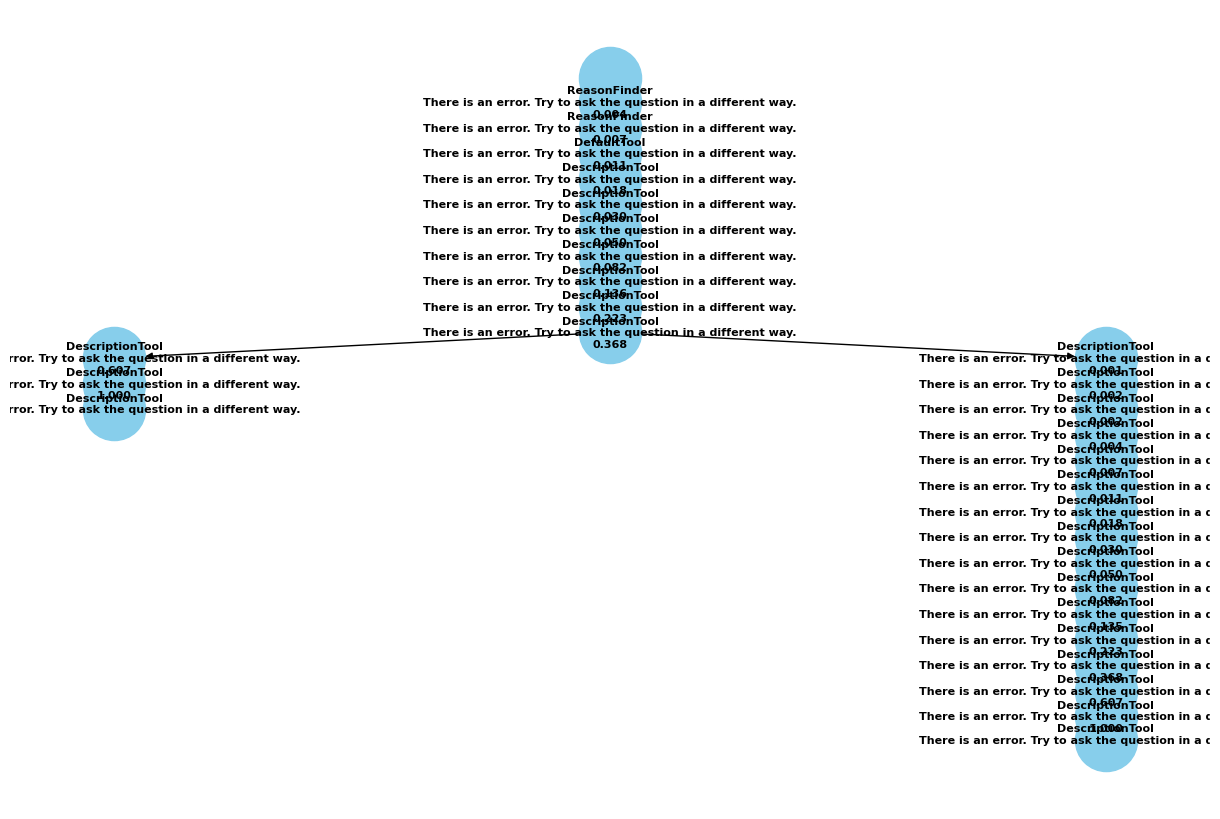 ReasonFinder
There is an error. Try to ask the question in a different way.
0.004
ReasonFinder
There is an error. Try to ask the question in a different way.
0.007
DefaultTool
There is an error. Try to ask the question in a different way.
0.011
DescriptionTool
There is an error. Try to ask the question in a different way.
0.018
DescriptionTool
There is an error. Try to ask the question in a different way.
0.030
DescriptionTool
There is an error. Try to ask the question in a different way.
0.050
DescriptionTool
There is an error. Try to ask the question in a different way.
0.082
DescriptionTool
There is an error. Try to ask the question in a different way.
0.136
DescriptionTool
There is an error. Try to ask the question in a different way.
0.223
DescriptionTool
There is an error. Try to ask the question in a different way.
0.368
DescriptionTool
rror. Try to ask the question in a different way.
0.607
DescriptionTool
rror. Try to ask the question in a different way.
1.000
DescriptionTool
rror. Try to ask the question in a different way.
DescriptionTool
There is an error. Try to ask the question in a d
0.001
DescriptionTool
There is an error. Try to ask the question in a d
0.002
DescriptionTool
There is an error. Try to ask the question in a d
0.002
DescriptionTool
There is an error. Try to ask the question in a d
0.004
DescriptionTool
There is an error. Try to ask the question in a d
0.007
DescriptionTool
There is an error. Try to ask the question in a d
0.011
DescriptionTool
There is an error. Try to ask the question in a d
0.018
DescriptionTool
There is an error. Try to ask the question in a d
0.030
DescriptionTool
There is an error. Try to ask the question in a d
0.050
DescriptionTool
There is an error. Try to ask the question in a d
0.082
DescriptionTool
There is an error. Try to ask the question in a d
0.135
DescriptionTool
There is an error. Try to ask the question in a d
0.223
DescriptionTool
There is an error. Try to ask the question in a d
0.368
DescriptionTool
There is an error. Try to ask the question in a d
0.607
DescriptionTool
There is an error. Try to ask the question in a d
1.000
DescriptionTool
There is an error. Try to ask the question in a d